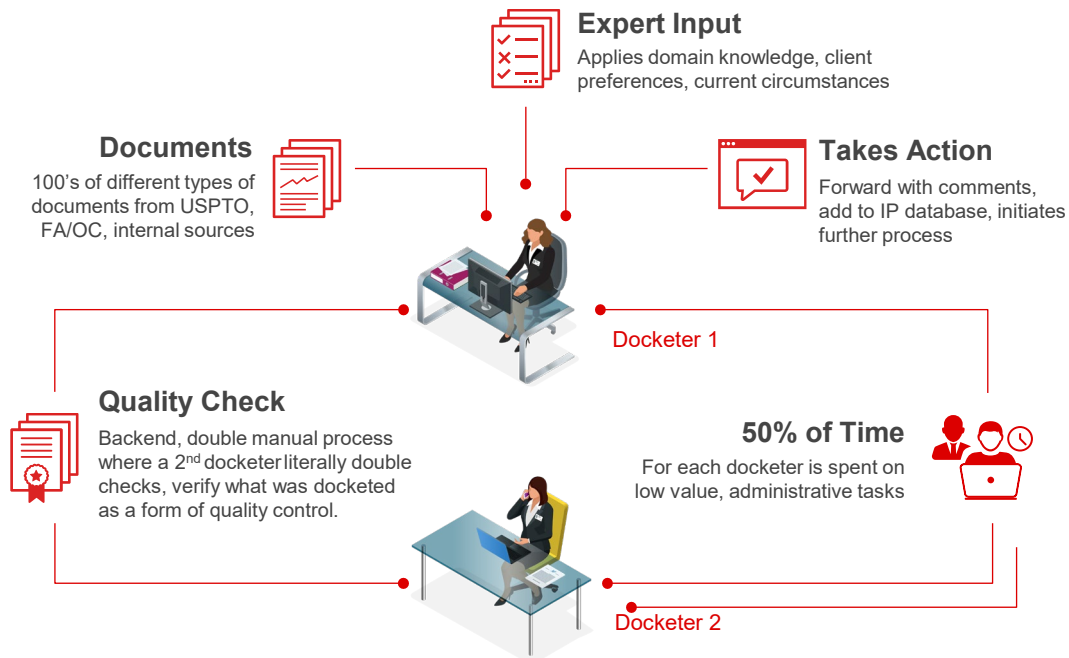 Expert Input
Applies domain knowledge, client
preferences, current circumstances
Documents
100's of different types of
documents from USPTO,
FA/OC, internal sources
Takes Action
Forward with comments,
add to IP database, initiates
further process
Docketer 1
Quality Check
Backend, double manual process
where a 2nd docketer literally double
checks, verify what was docketed
as a form of quality control.
50% of Time
For each docketer is spent on
low value, administrative tasks
Docketer 2